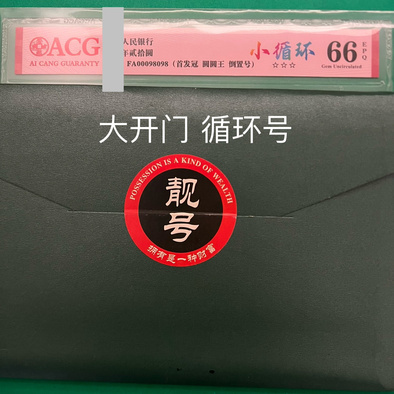 ACG
AI CANG GUARANTY
人民银行
年贰拾圆
FA00098098（首发冠 圆圆王 倒置号）
小循环
☆☆☆
66
EPQ
Gem Uncirculated
大开门 循环号
POSSESSION IS A KIND OF WEALTH
靓号
拥有是一种财富